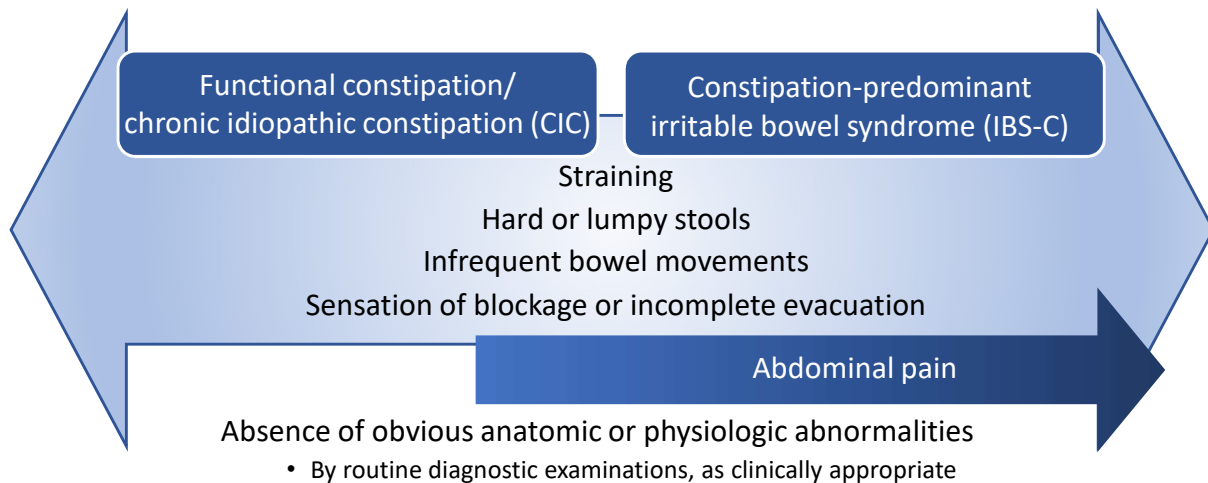 Functional constipation/
chronic idiopathic constipation (CIC)
Constipation-predominant
irritable bowel syndrome (IBS-C)
Straining
Hard or lumpy stools
Infrequent bowel movements
Sensation of blockage or incomplete evacuation
Abdominal pain
Absence of obvious anatomic or physiologic abnormalities
• By routine diagnostic examinations, as clinically appropriate